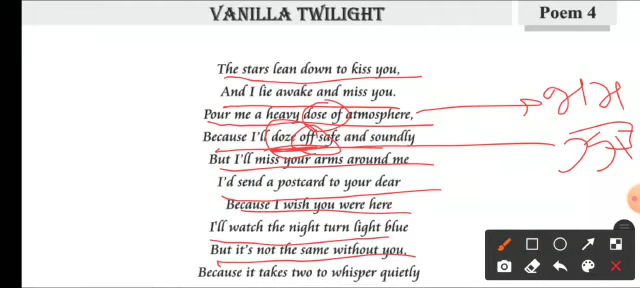 VANILLA TWILIGHT
Poem 4
The stars lean down to kiss you,
And I lie awake and miss you.
Pour me a heavy dose of atmosphere,
Because I'll doze off safe and soundly
But I'll miss your arms around me
I'd send a postcard to your dear
Because I wish you were here
I'll watch the night turn light blue
But it's not the same without you,
Because it takes two to whisper quietly